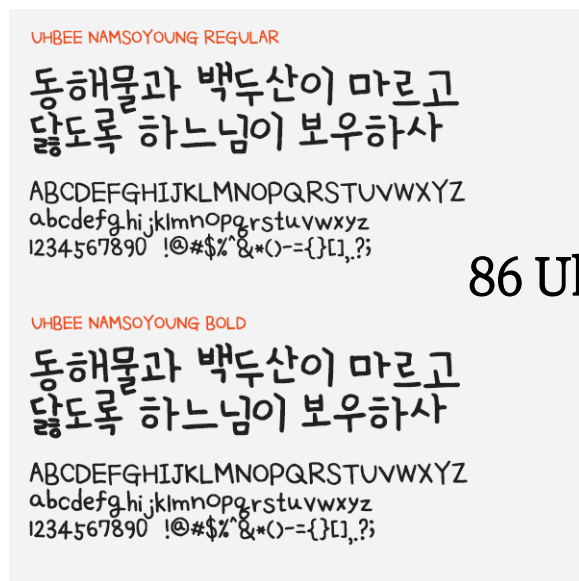 UHBEE NAMSOYOUNG REGULAR
동해물과 백두산이 마르고
닳도록 하느님이 보우하사
ABCDEFGHIJKLMNOPQRSTUVWXYZ
abcdefghijklmnopqrstuvwxyz
1234567890 !@#$%^&*()-={}[],.?;
86
UHBEE NAMSOYOUNG BOLD
동해물과 백두산이 마르고
닳도록 하느님이 보우하사
ABCDEFGHIJKLMNOPQRSTUVWXYZ
abcdefghijklmnopqrstuvwxyz
1234567890 !@#$%^&*()-={}[],.?;